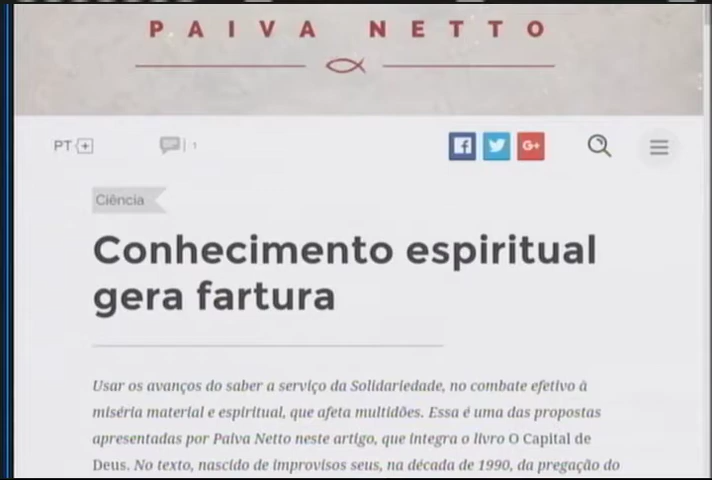 PAIVA NETTO
PT
1
G+
Ciência
Conhecimento espiritual
gera fartura
Usar os avanços do saber a serviço da Solidariedade, no combate efetivo à
miséria material e espiritual, que afeta multidões. Essa é uma das propostas
apresentadas por Paiva Netto neste artigo, que integra o livro O Capital de
Deus. No texto, nascido de improvisos seus, na década de 1990, da pregação do